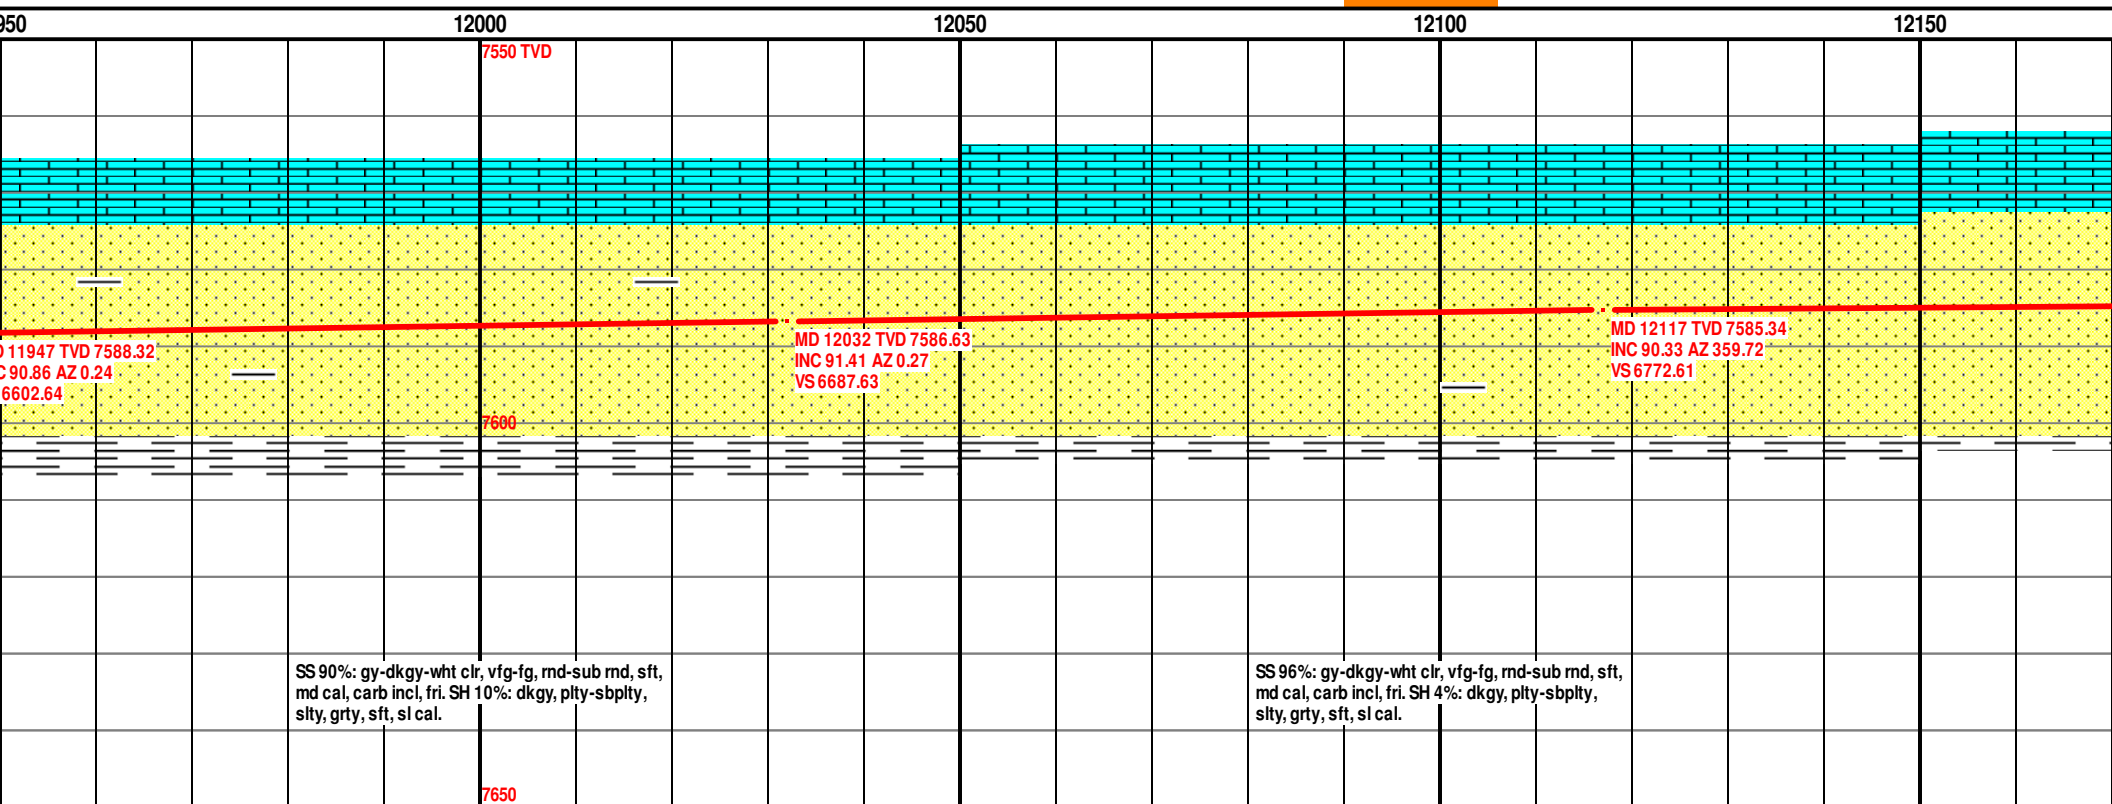 950 12000 12050 12100 12150
7550 TVD
MD 12117 TVD 7585.34
INC 90.33 AZ 359.72
VS 6772.61
MD 12032 TVD 7586.63
INC 91.41 AZ 0.27
VS 6687.63
11947 TVD 7588.32
90.86 AZ 0.24
6602.64
7600
SS 90%: gy-dkgy-wht clr, vfg-fg, rnd-sub rnd, sft,
md cal, carb incl, fri. SH 10%: dkgy, plty-sbplty,
slty, grty, sft, sl cal.
SS 96%: gy-dkgy-wht clr, vfg-fg, rnd-sub rnd, sft,
md cal, carb incl, fri. SH 4%: dkgy, plty-sbplty,
slty, grty, sft, sl cal.
7650